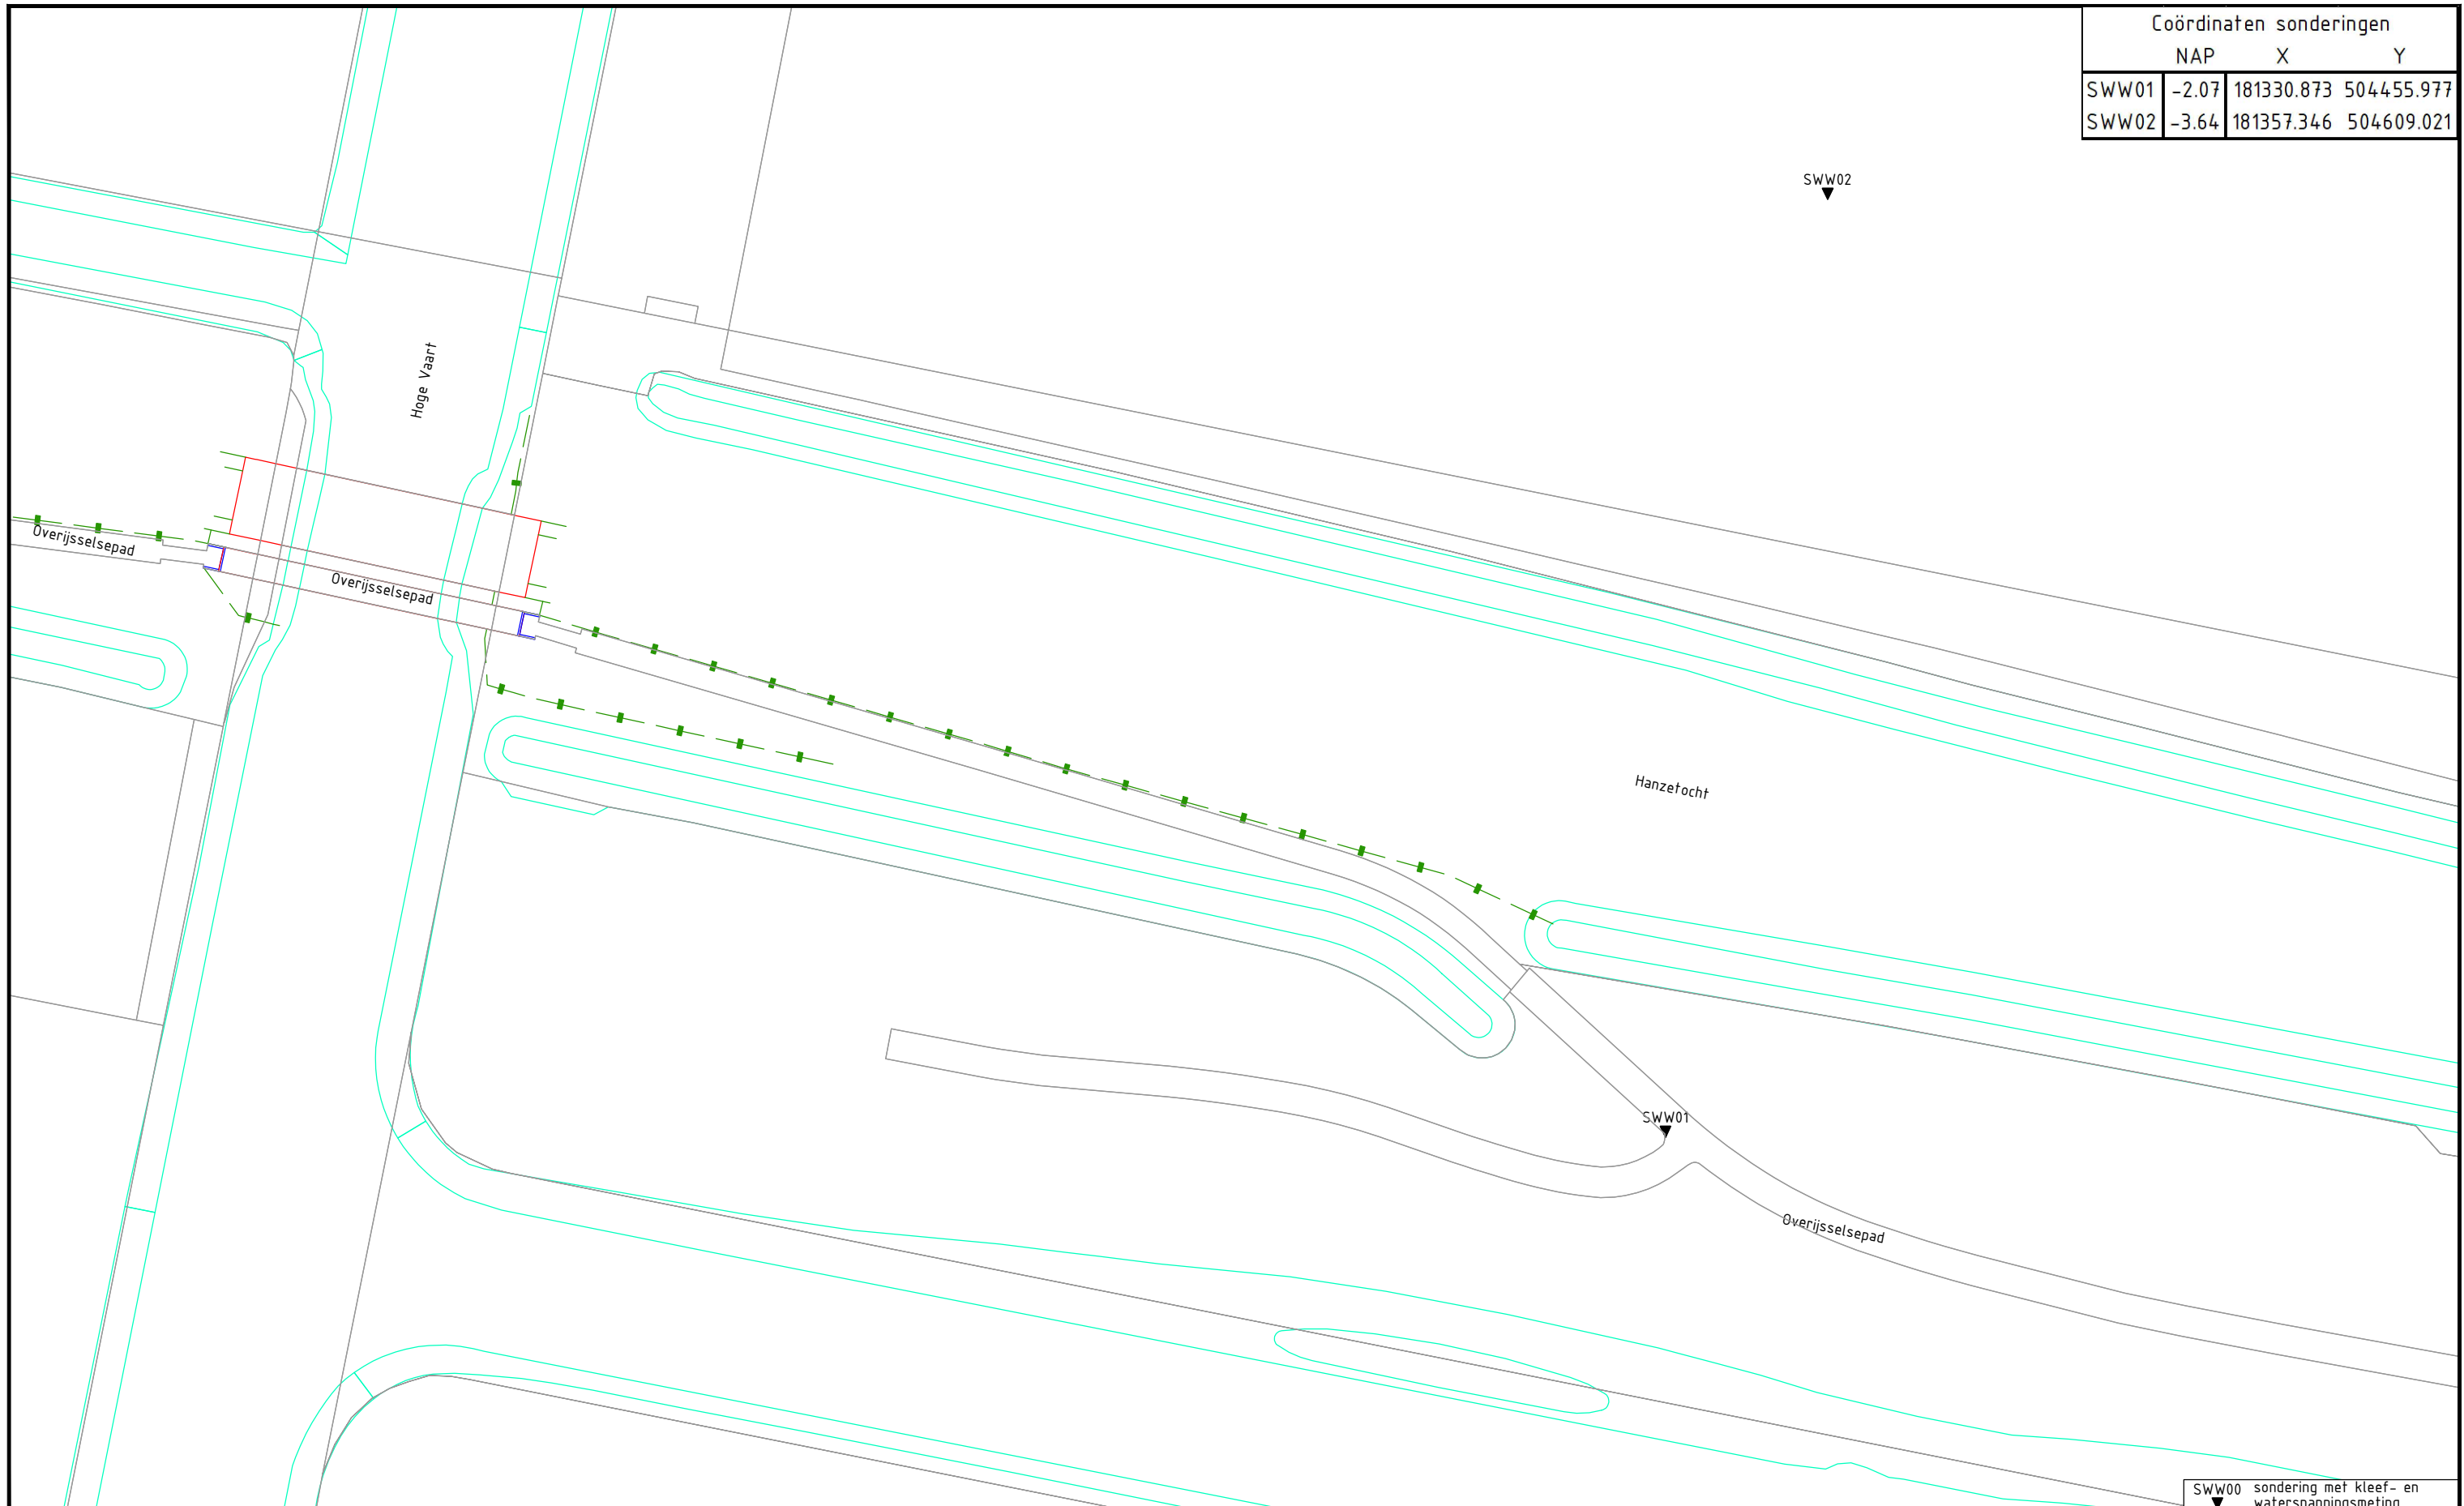 Coördinaten sonderingen
NAP X Y
SWW01 -2.07 181330.873 504455.977
SWW02 -3.64 181357.346 504609.021
SWW02
Hoge Vaart
Overijsselsepad
Overijsselsepad
Hanzetocht
SWW01
Overijsselsepad
SWW00 sondering met kleef- en
waterspanningsmeting